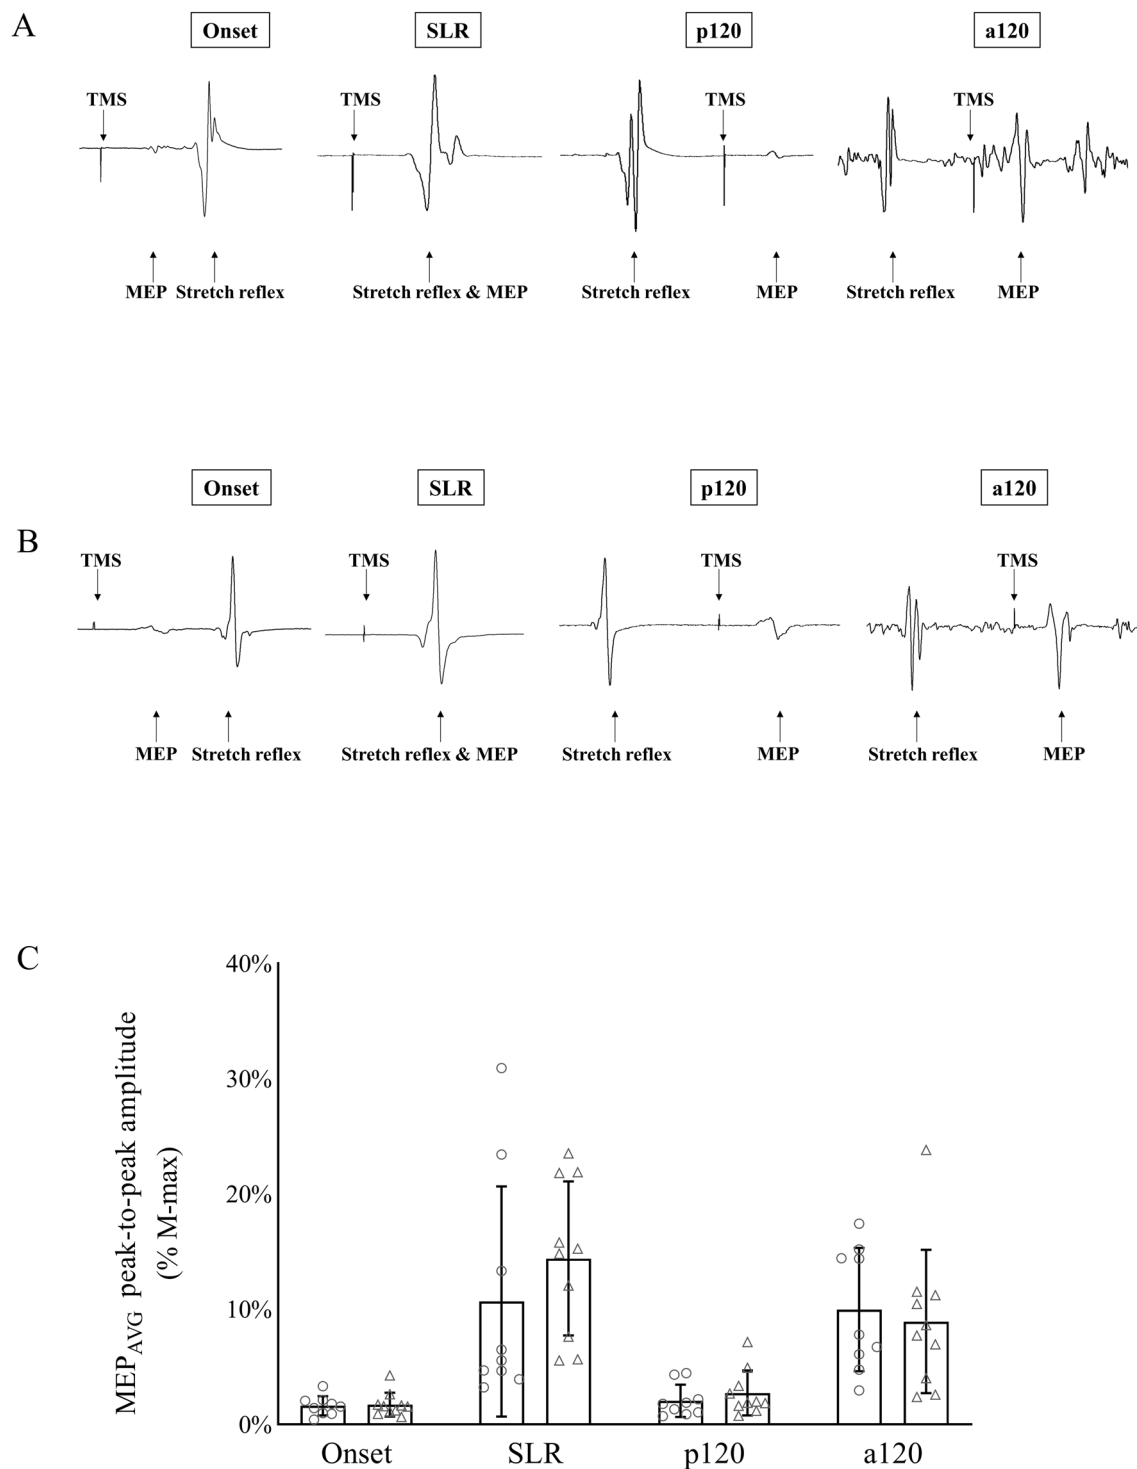 A
Onset SLR p120 a120
TMS TMS TMS TMS
MEP Stretch reflex Stretch reflex & MEP Stretch reflex MEP Stretch reflex MEP
Onset SLR p120 a120
B
TMS TMS TMS TMS
MEP Stretch reflex Stretch reflex & MEP Stretch reflex MEP Stretch reflex MEP
C
MEPAVG peak-to-peak amplitude
(% M-max)
40%
30%
20%
10%
0%
Onset SLR p120 a120